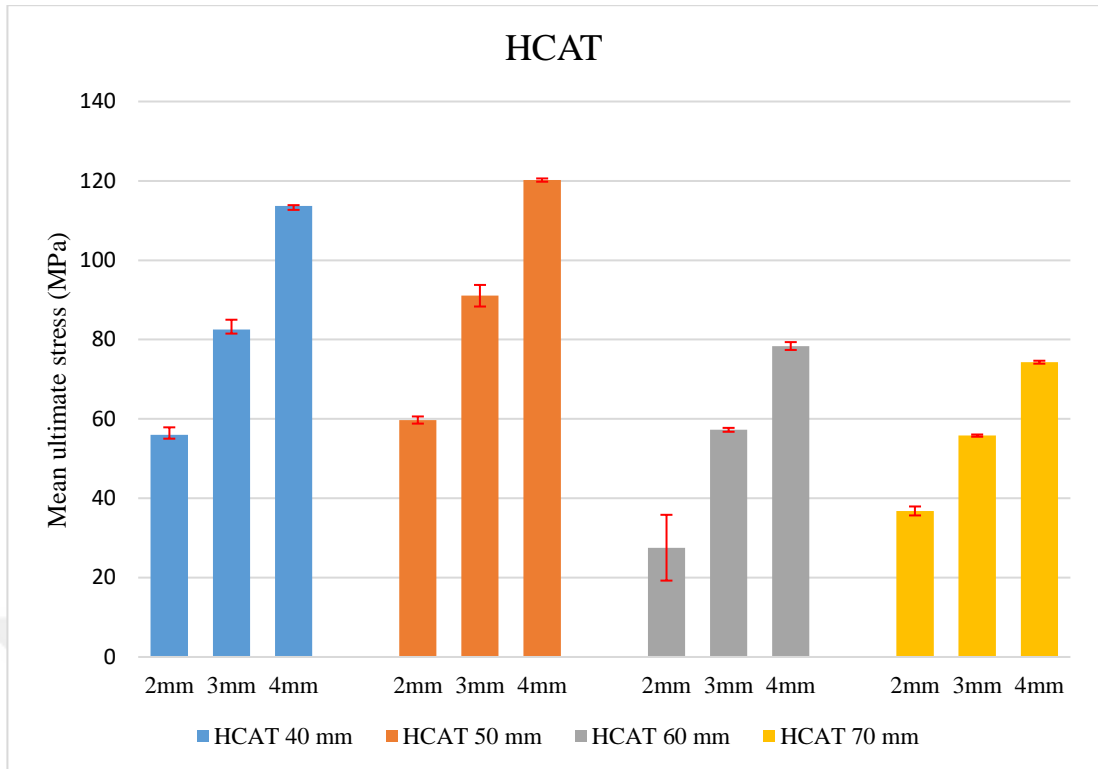 HCAT
Mean ultimate stress (MPa)
140
120
100
80
60
40
20
0
2mm 3mm 4mm 2mm 3mm 4mm 2mm 3mm 4mm 2mm 3mm 4mm
HCAT 40 mm HCAT 50 mm HCAT 60 mm HCAT 70 mm